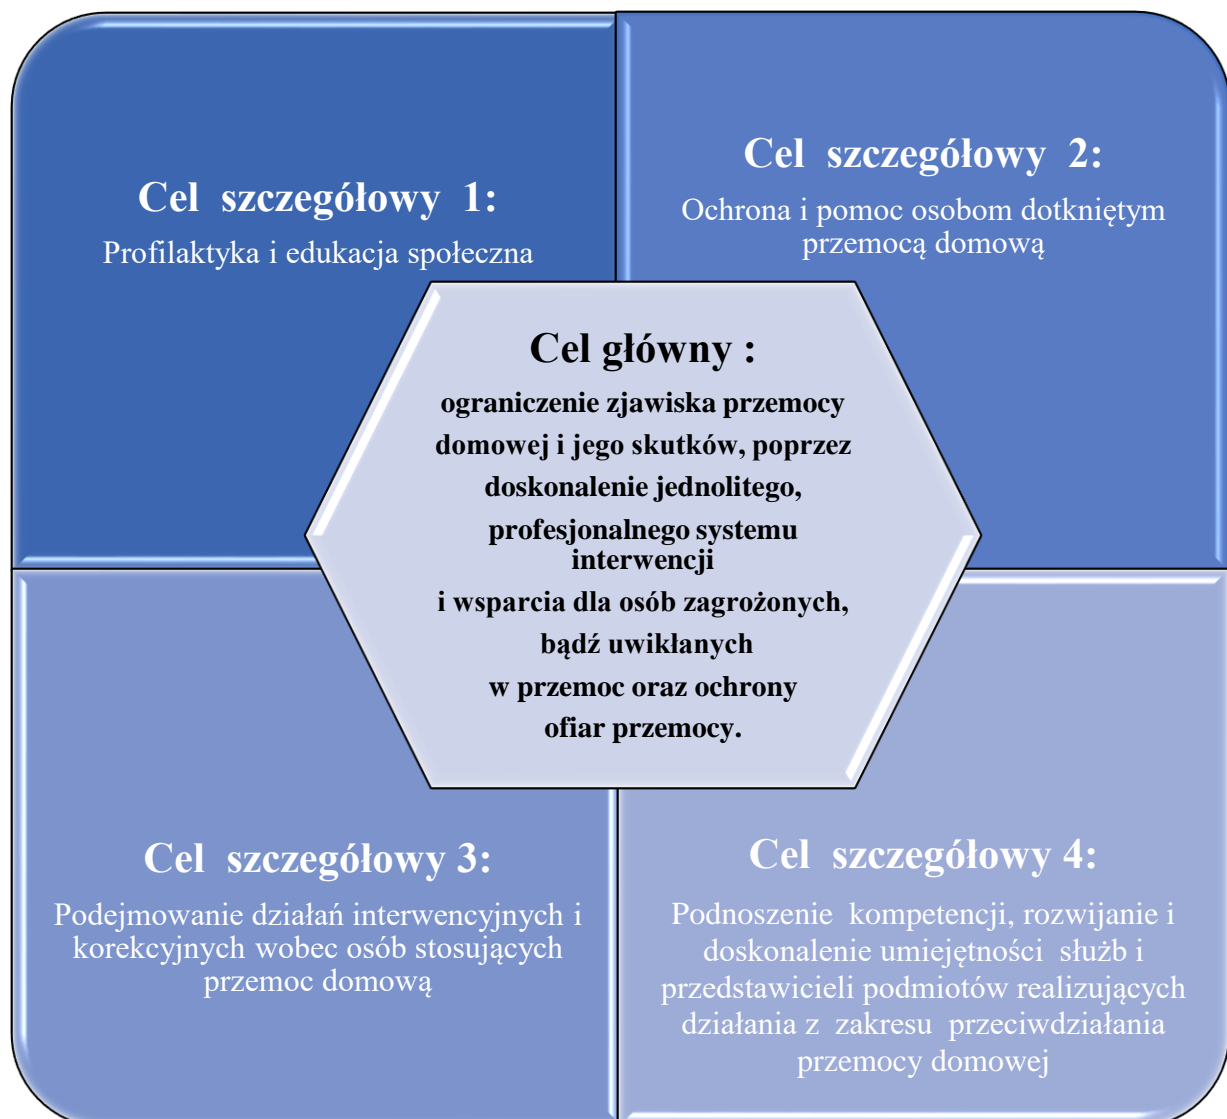 Cel szczegółowy 1:
Profilaktyka i edukacja społeczna
Cel szczegółowy 2:
Ochrona i pomoc osobom dotkniętym
przemocą domową
Cel główny :
ograniczenie zjawiska przemocy
domowej i jego skutków, poprzez
doskonalenie jednolitego,
profesjonalnego systemu
interwencji
i wsparcia dla osób zagrożonych,
bądź uwikłanych
w przemoc oraz ochrony
ofiar przemocy.
Cel szczegółowy 3:
Podejmowanie działań interwencyjnych i
korekcyjnych wobec osób stosujących
przemoc domową
Cel szczegółowy 4:
Podnoszenie kompetencji, rozwijanie i
doskonalenie umiejętności służb i
przedstawicieli podmiotów realizujących
działania z zakresu przeciwdziałania
przemocy domowej